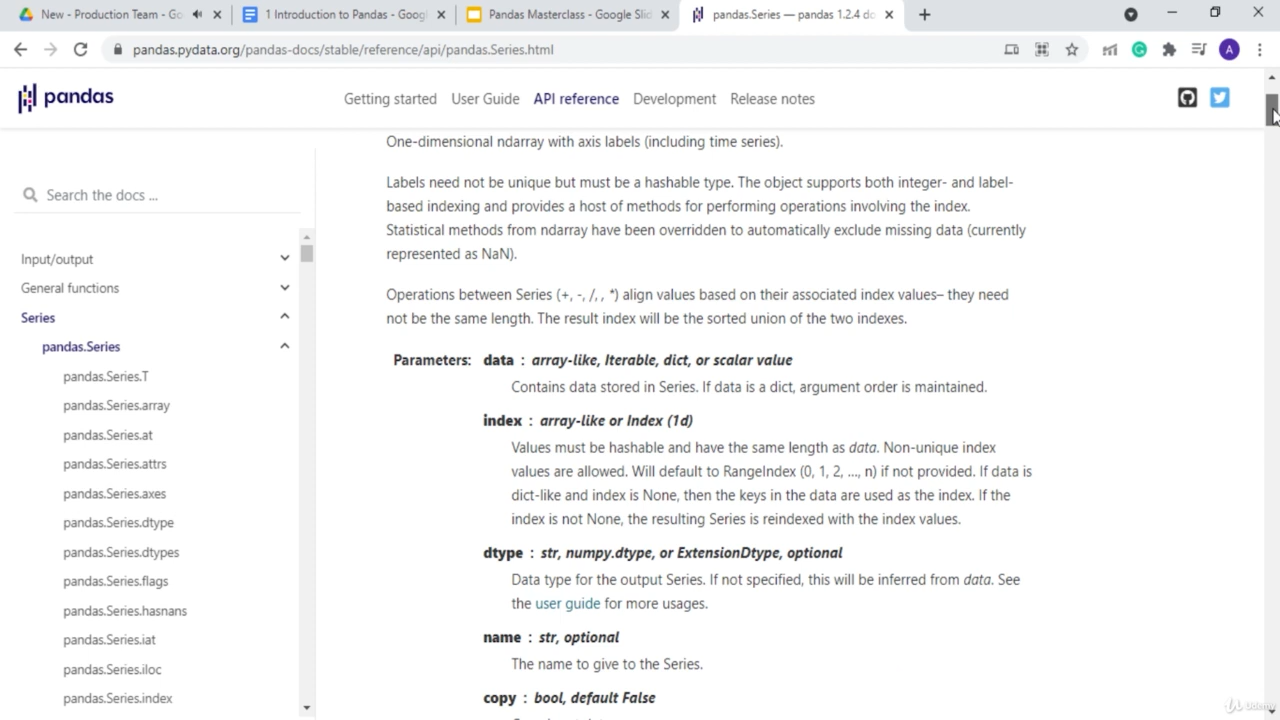 New - Production Team - Go
1 Introduction to Pandas - Googl
Pandas Masterclass - Google Slid
pandas.Series — pandas 1.2.4 do
pandas.pydata.org/pandas-docs/stable/reference/api/pandas.Series.html
A
pandas
Getting started User Guide API reference Development Release notes
One-dimensional ndarray with axis labels (including time series).
Labels need not be unique but must be a hashable type. The object supports both integer- and label-
based indexing and provides a host of methods for performing operations involving the index.
Statistical methods from ndarray have been overridden to automatically exclude missing data (currently
represented as NaN).
Operations between Series (+, -, /, , *) align values based on their associated index values– they need
not be the same length. The result index will be the sorted union of the two indexes.
Parameters: data : array-like, Iterable, dict, or scalar value
Contains data stored in Series. If data is a dict, argument order is maintained.
index : array-like or Index (1d)
Values must be hashable and have the same length as data. Non-unique index
values are allowed. Will default to RangeIndex (0, 1, 2, …, n) if not provided. If data is
dict-like and index is None, then the keys in the data are used as the index. If the
index is not None, the resulting Series is reindexed with the index values.
dtype : str, numpy.dtype, or ExtensionDtype, optional
Data type for the output Series. If not specified, this will be inferred from data. See
the user guide for more usages.
name : str, optional
The name to give to the Series.
copy : bool, default False
Search the docs ...
Input/output
General functions
Series
pandas.Series
pandas.Series.T
pandas.Series.array
pandas.Series.at
pandas.Series.attrs
pandas.Series.axes
pandas.Series.dtype
pandas.Series.dtypes
pandas.Series.flags
pandas.Series.hasnans
pandas.Series.iat
pandas.Series.iloc
pandas.Series.index
Udemy